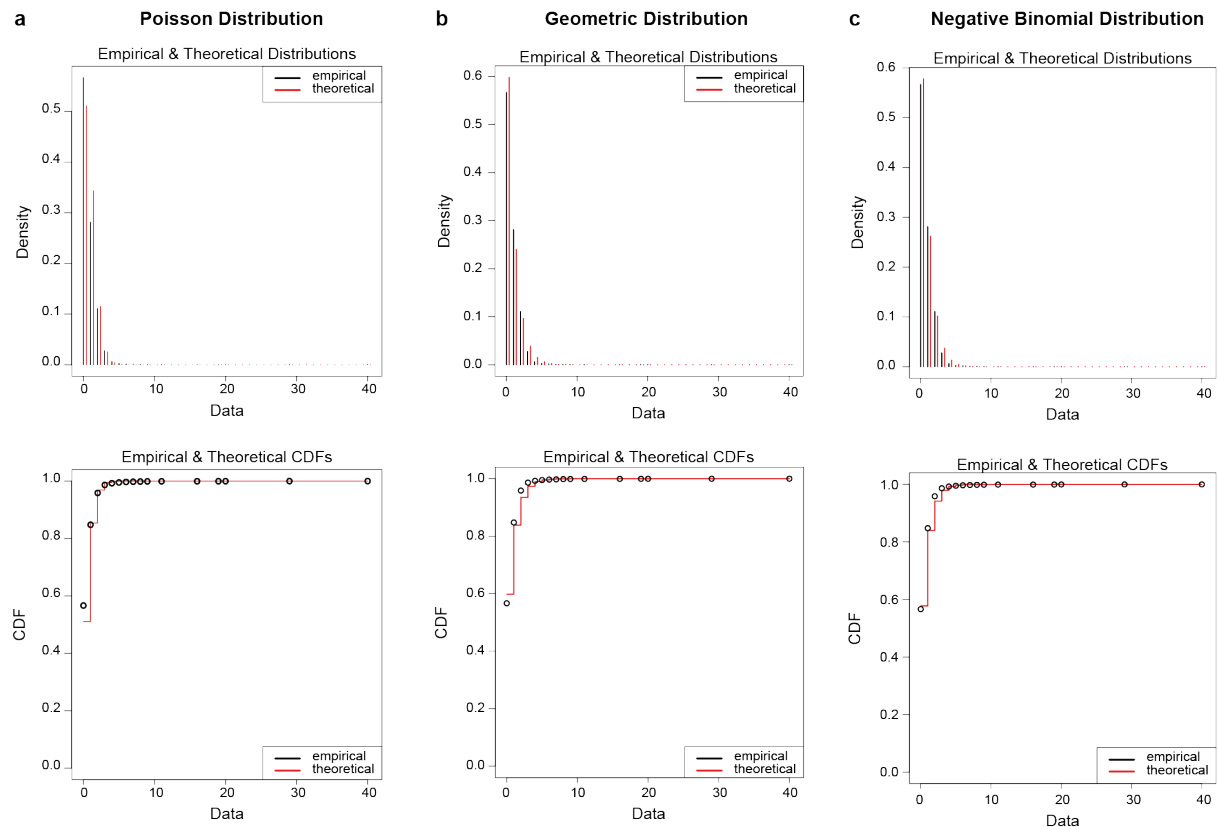 a Poisson Distribution
Empirical & Theoretical Distributions
empirical
theoretical
Density
0.5
0.4
0.3
0.2
0.1
0.0
0 10 20 30 40
Data
Empirical & Theoretical CDFs
CDF
1.0
0.8
0.6
0.4
0.2
0.0
empirical
theoretical
0 10 20 30 40
Data
b Geometric Distribution
Empirical & Theoretical Distributions
empirical
theoretical
Density
0.6
0.5
0.4
0.3
0.2
0.1
0.0
0 10 20 30 40
Data
Empirical & Theoretical CDFs
CDF
1.0
0.8
0.6
0.4
0.2
0.0
empirical
theoretical
0 10 20 30 40
Data
c Negative Binomial Distribution
Empirical & Theoretical Distributions
empirical
theoretical
Density
0.6
0.5
0.4
0.3
0.2
0.1
0.0
0 10 20 30 40
Data
Empirical & Theoretical CDFs
CDF
1.0
0.8
0.6
0.4
0.2
0.0
empirical
theoretical
0 10 20 30 40
Data